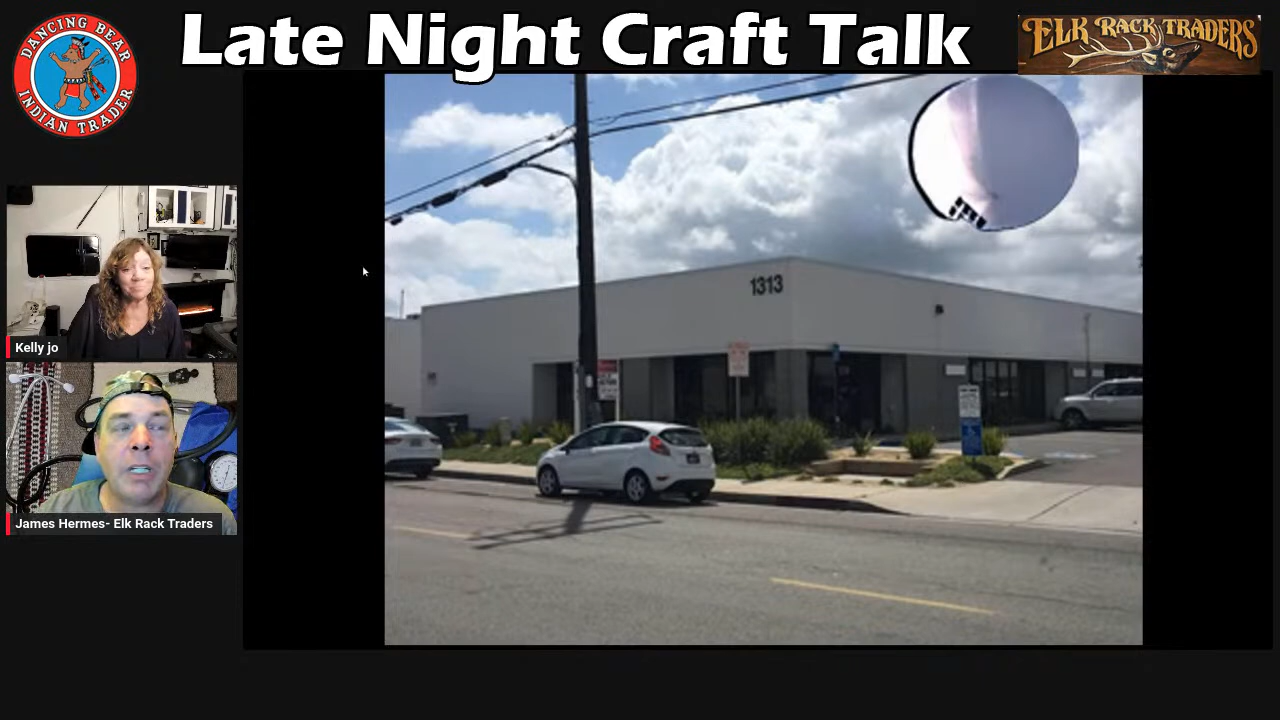 Late Night Craft Talk
DANCING BEAR
INDIAN TRADER
ELK RACK TRADERS
1313
Kelly jo
James Hermes- Elk Rack Traders